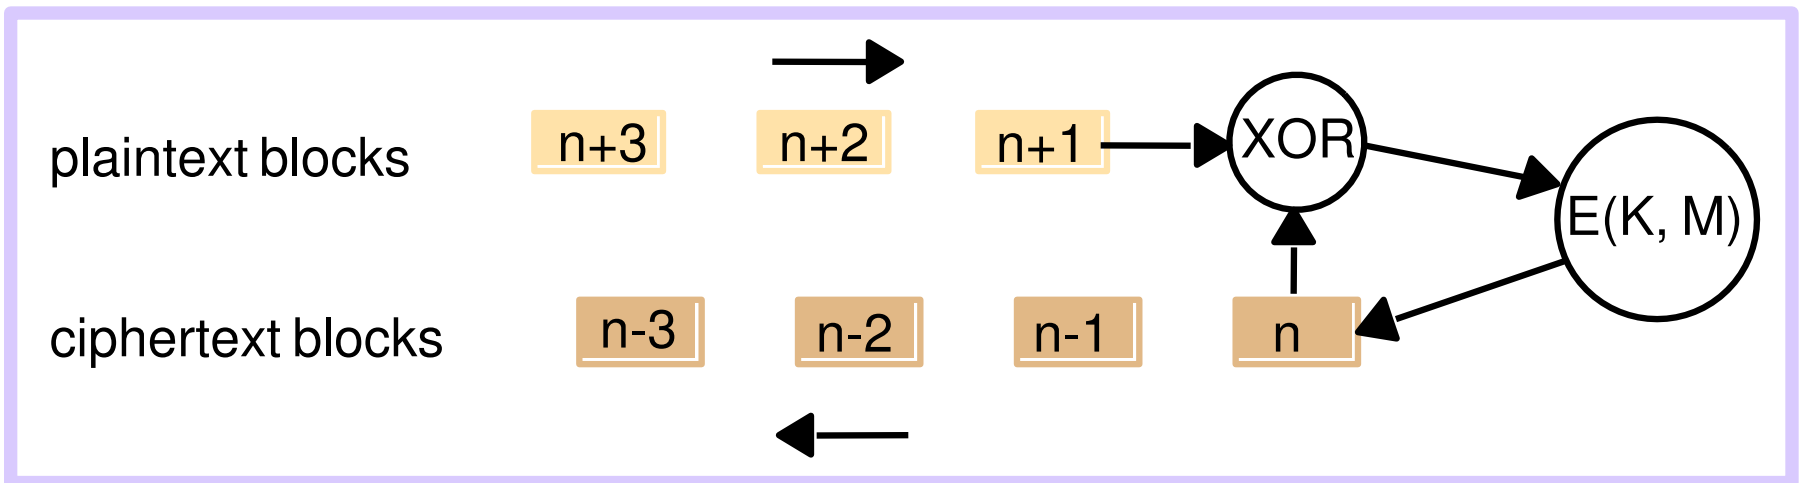 plaintext blocks n+3 n+2 n+1 XOR
E(K, M)
ciphertext blocks n-3 n-2 n-1 n